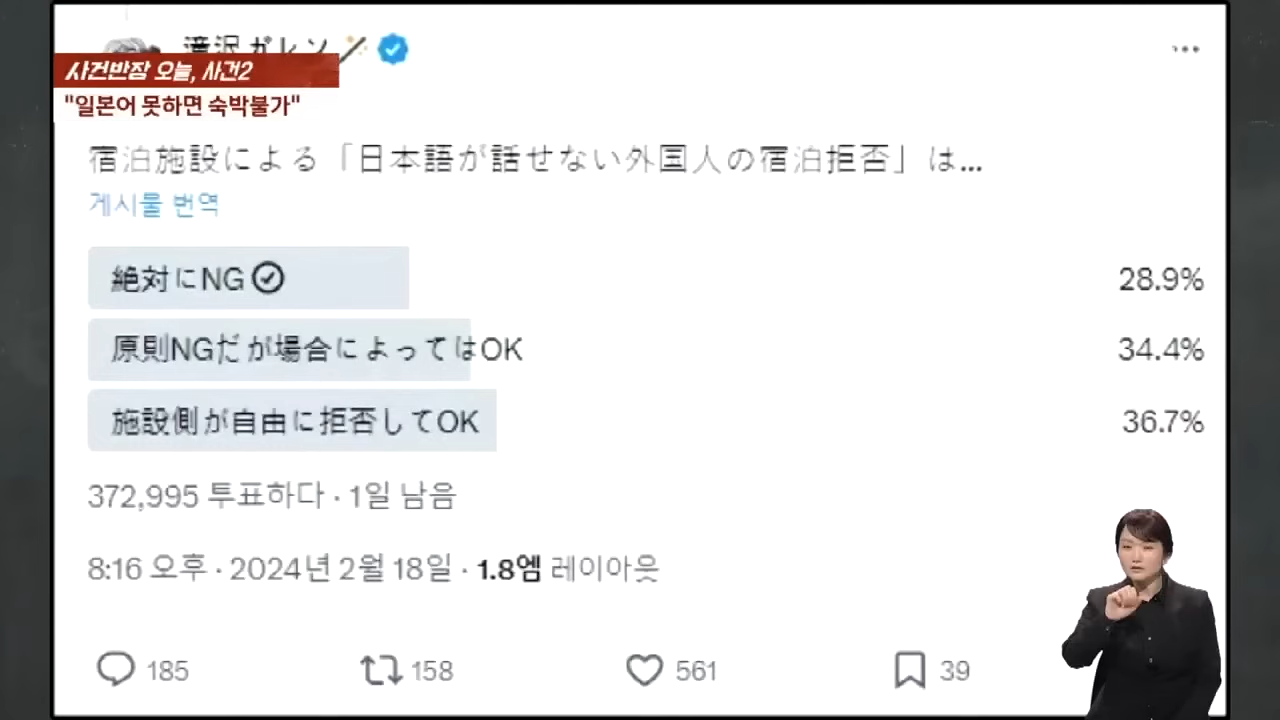 滝沢ガレソ
사건반장 오늘, 사건2
"일본어 못하면 숙박불가"
宿泊施設による「日本語が話せない外国人の宿泊拒否」は...
게시물 번역
絶対にNG 28.9%
原則NGだが場合によってはOK 34.4%
施設側が自由に拒否してOK 36.7%
372,995 투표하다 · 1일 남음
8:16 오후 · 2024년 2월 18일 · 1.8엠 레이아웃
185 158 561 39